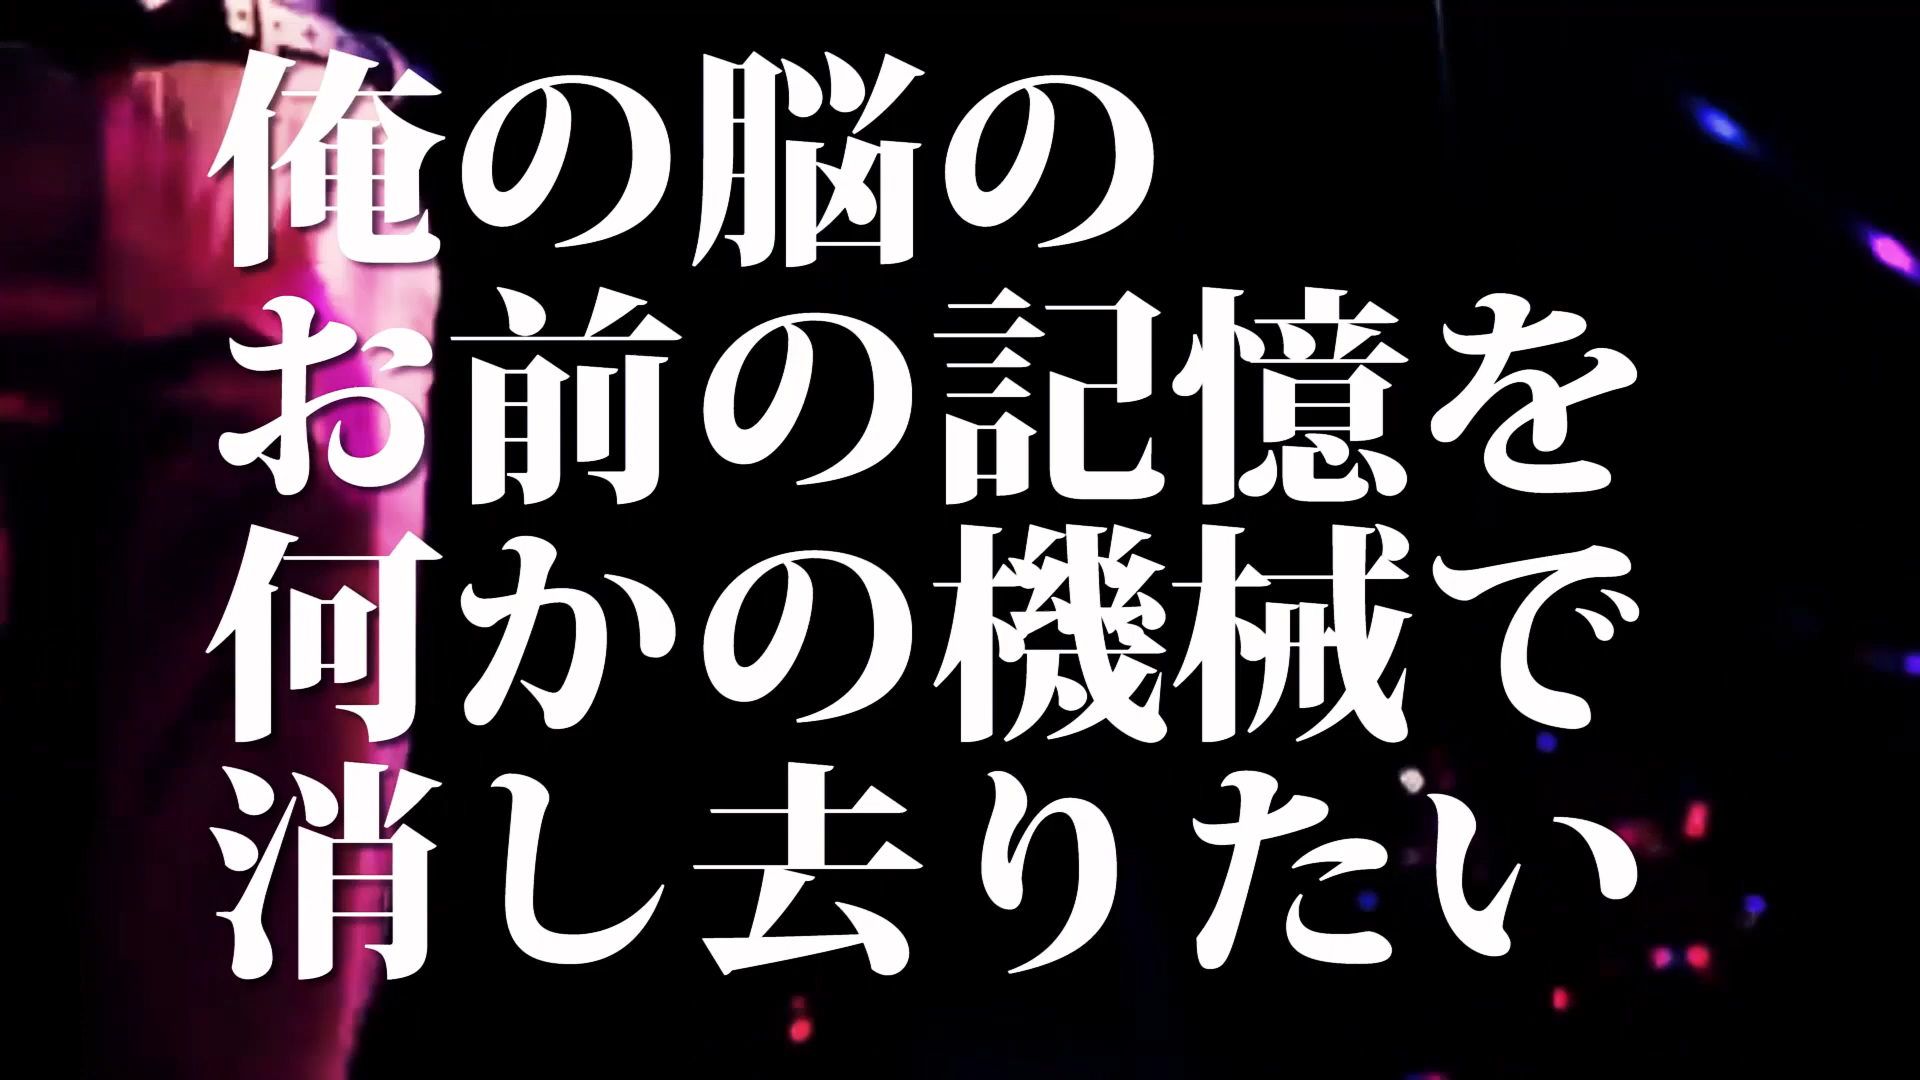 俺の脳の
お前の記憶を
何かの機械で
消し去りたい